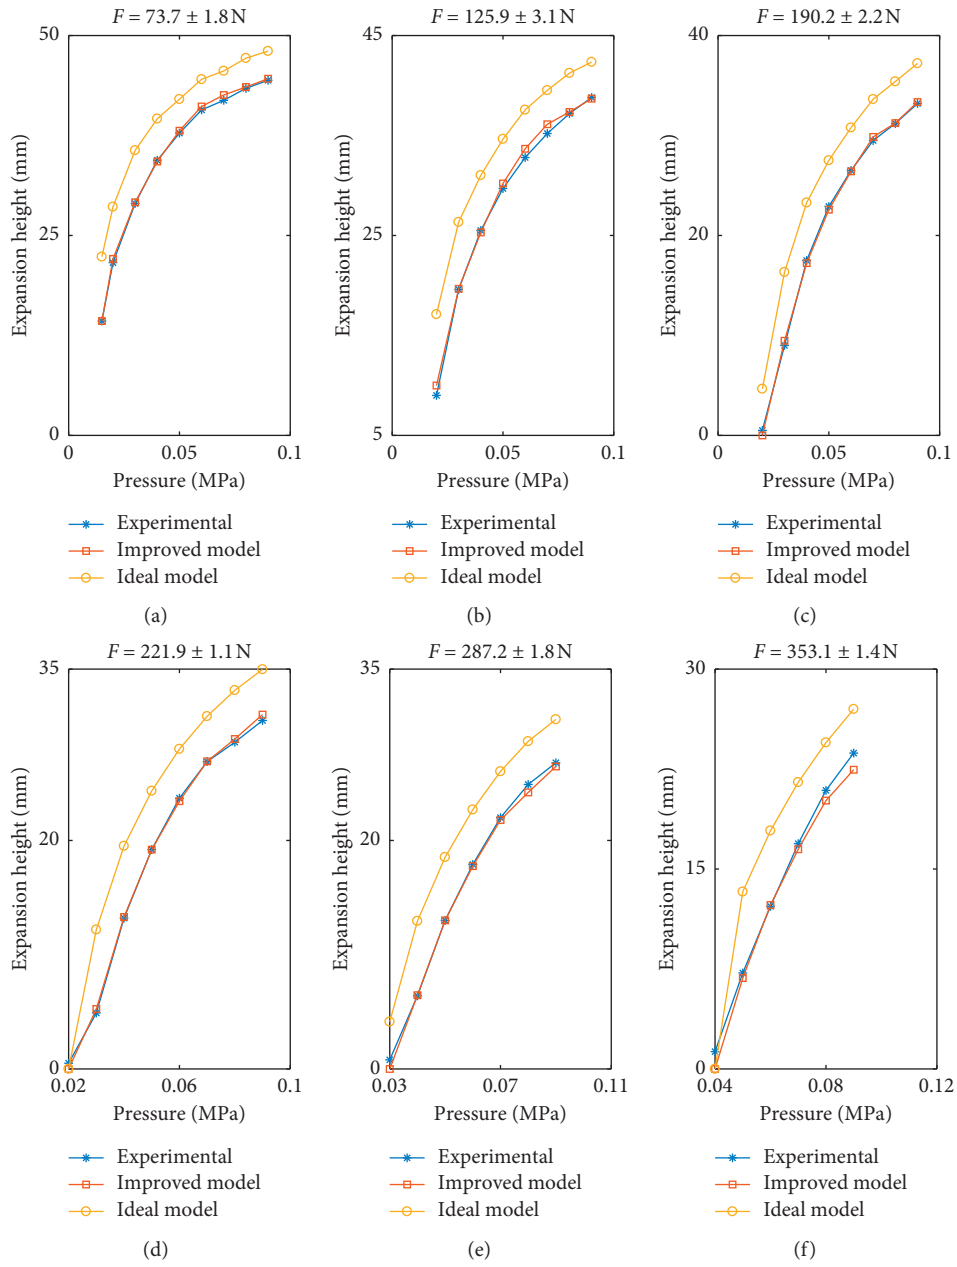 F = 73.7 ± 1.8 N
50
25
0
0
0.05
0.1
Expansion height (mm)
Pressure (MPa)
Experimental
Improved model
Ideal model
(a)
F = 125.9 ± 3.1 N
45
25
5
0
0.05
0.1
Expansion height (mm)
Pressure (MPa)
Experimental
Improved model
Ideal model
(b)
F = 190.2 ± 2.2 N
40
20
0
0
0.05
0.1
Expansion height (mm)
Pressure (MPa)
Experimental
Improved model
Ideal model
(c)
F = 221.9 ± 1.1 N
35
20
0
0.02
0.06
0.1
Expansion height (mm)
Pressure (MPa)
Experimental
Improved model
Ideal model
(d)
F = 287.2 ± 1.8 N
35
20
0
0.03
0.07
0.11
Expansion height (mm)
Pressure (MPa)
Experimental
Improved model
Ideal model
(e)
F = 353.1 ± 1.4 N
30
15
0
0.04
0.08
0.12
Expansion height (mm)
Pressure (MPa)
Experimental
Improved model
Ideal model
(f)